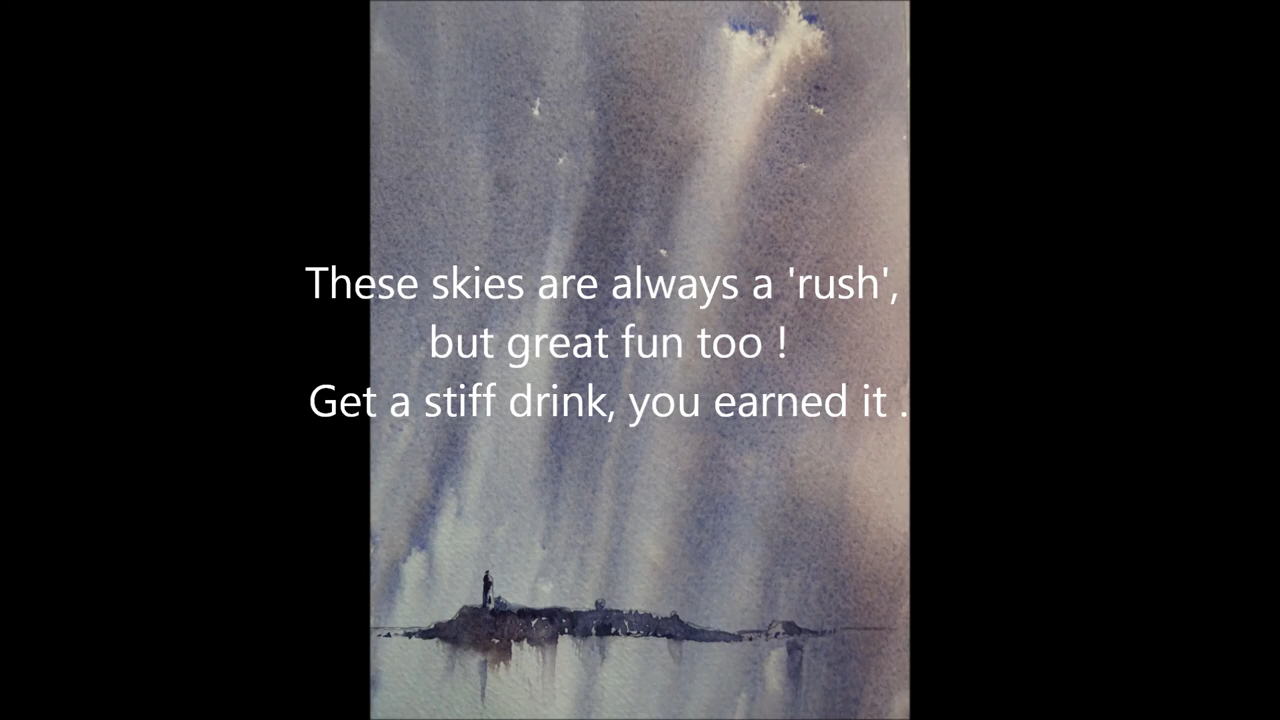 These skies are always a 'rush',
but great fun too !
Get a stiff drink, you earned it .